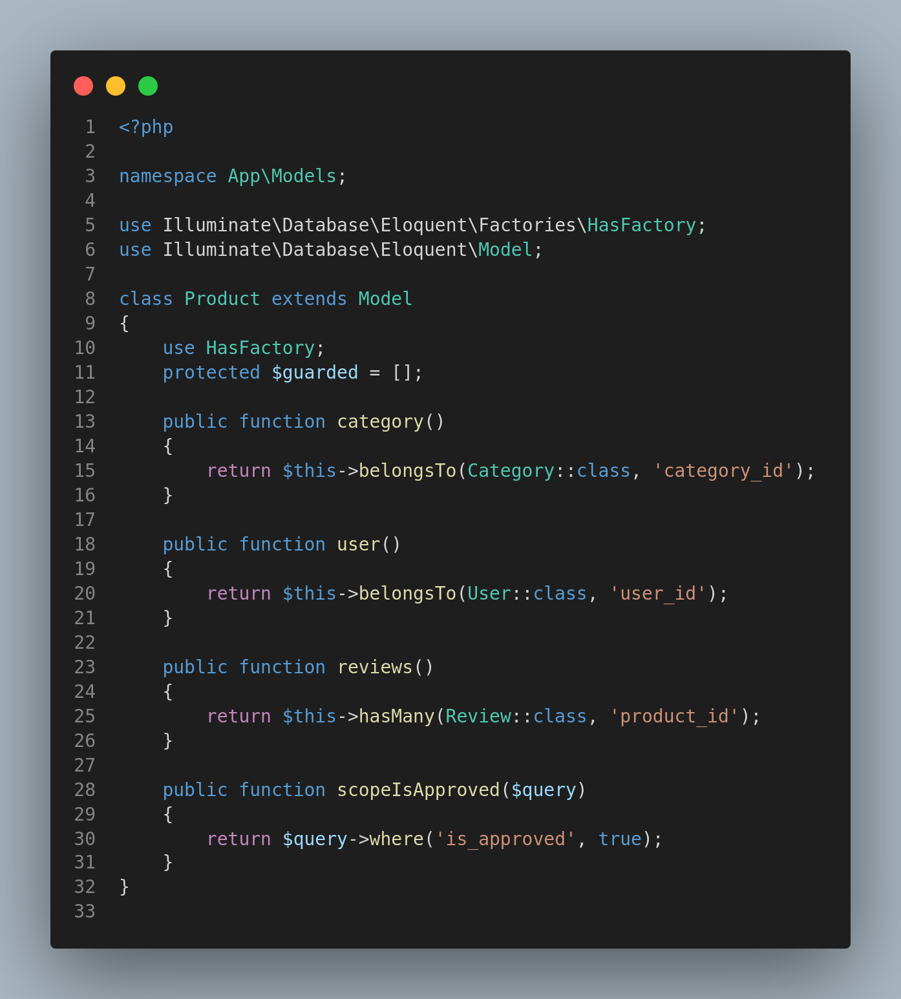 1 <?php
2
3 namespace App\Models;
4
5 use Illuminate\Database\Eloquent\Factories\HasFactory;
6 use Illuminate\Database\Eloquent\Model;
7
8 class Product extends Model
9 {
10     use HasFactory;
11     protected $guarded = [];
12
13     public function category()
14     {
15         return $this->belongsTo(Category::class, 'category_id');
16     }
17
18     public function user()
19     {
20         return $this->belongsTo(User::class, 'user_id');
21     }
22
23     public function reviews()
24     {
25         return $this->hasMany(Review::class, 'product_id');
26     }
27
28     public function scopeIsApproved($query)
29     {
30         return $query->where('is_approved', true);
31     }
32 }
33